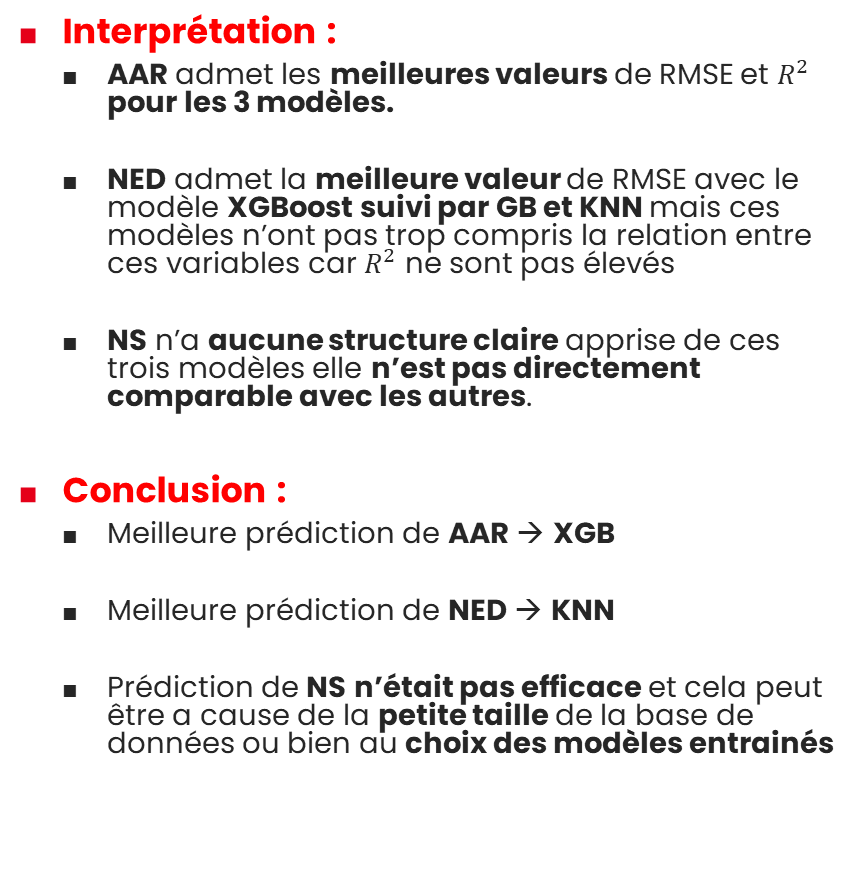 ■ Interprétation :
■ AAR admet les meilleures valeurs de RMSE et R²
pour les 3 modèles.
■ NED admet la meilleure valeur de RMSE avec le
modèle XGBoost suivi par GB et KNN mais ces
modèles n’ont pas trop compris la relation entre
ces variables car R² ne sont pas élevés
■ NS n’a aucune structure claire apprise de ces
trois modèles elle n’est pas directement
comparable avec les autres.
■ Conclusion :
■ Meilleure prédiction de AAR → XGB
■ Meilleure prédiction de NED → KNN
■ Prédiction de NS n’était pas efficace et cela peut
être a cause de la petite taille de la base de
données ou bien au choix des modèles entrainés